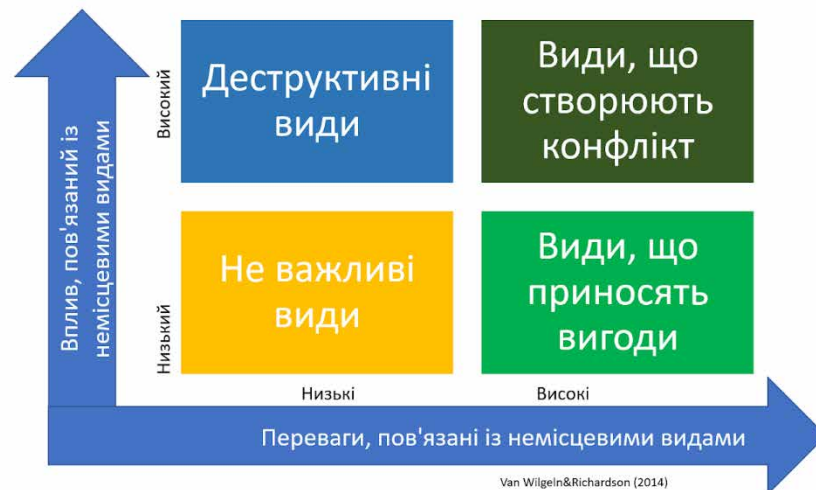 Вплив, пов'язаний із
немісцевими видами
Високий
Деструктивні
види
Види, що
створюють
конфлікт
Низький
Не важливі
види
Види, що
приносять
вигоди
Низькі
Високі
Переваги, пов'язані із немісцевими видами
Van Wilgeln&Richardson (2014)